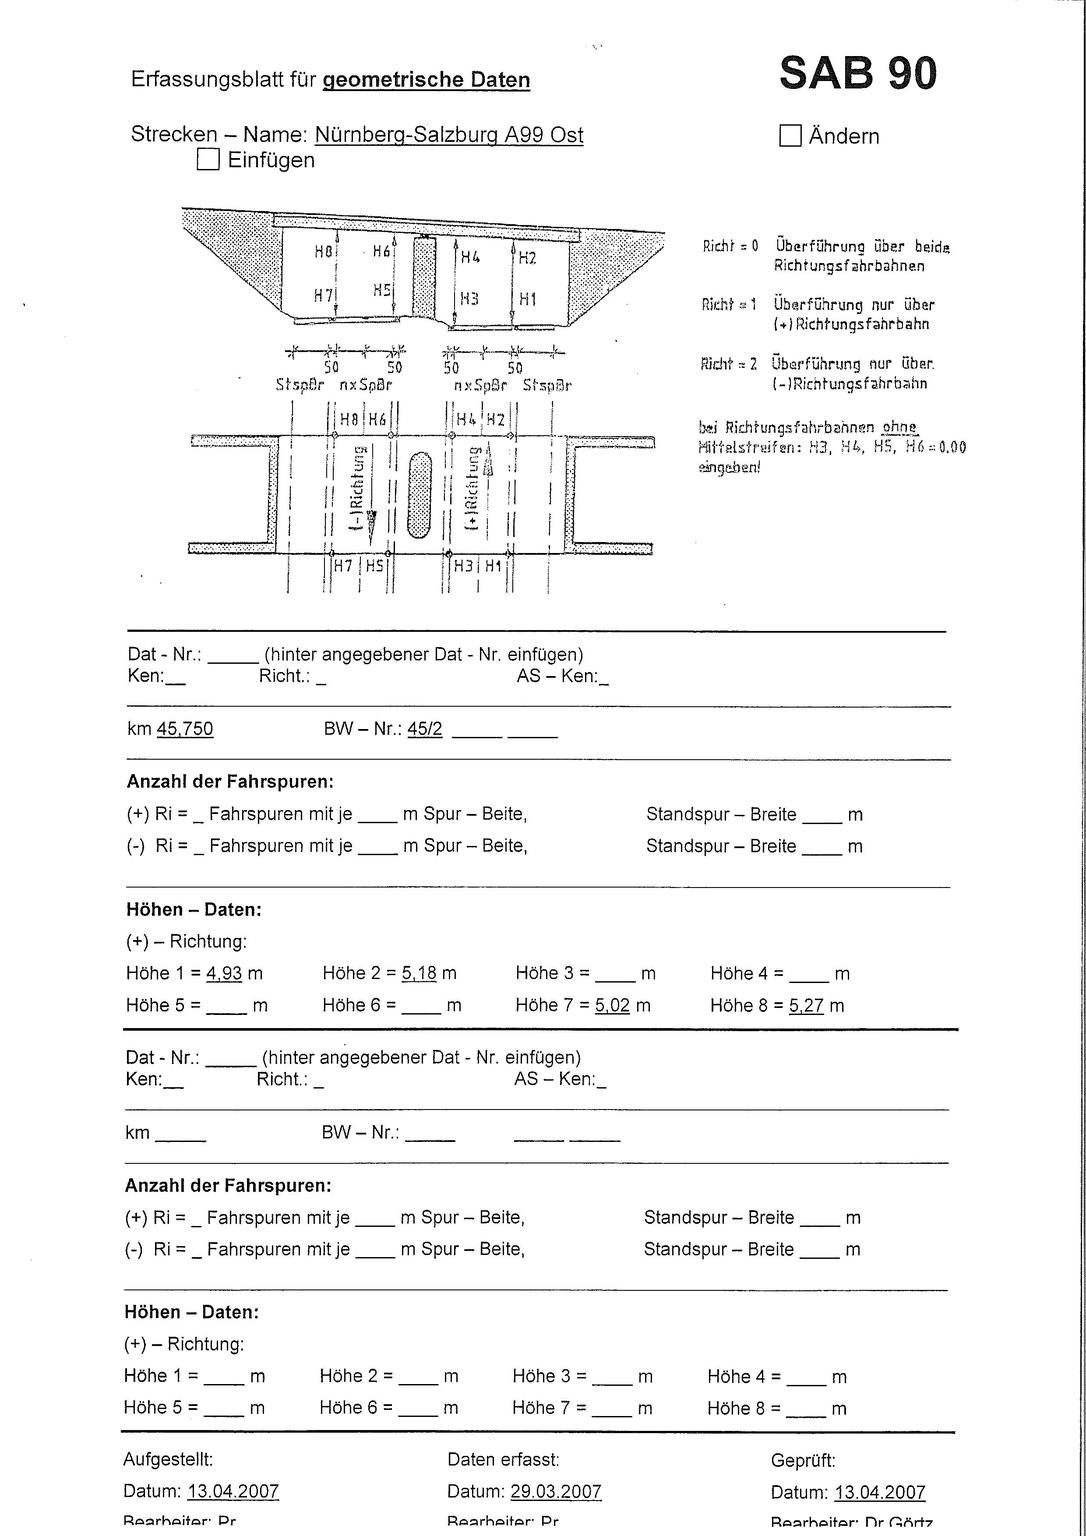 Erfassungsblatt für geometrische Daten
SAB 90
Strecken – Name: Nürnberg-Salzburg A99 Ost
Ändern
Einfügen
H8 H6 H4 H2
H7 H5 H3 H1
50 50 50 50
StspBr nxSpBr nxSpBr StspBr
H8 H6 H4 H2
(-) Richtung
(+) Richtung
H7 H5 H3 H1
Richt = 0 Überführung über beide
Richtungsfahrbahnen
Richt = 1 Überführung nur über
(+) Richtungsfahrbahn
Richt = 2 Überführung nur über.
(-) Richtungsfahrbahn
bei Richtungsfahrbahnen ohne
Mittelstreifen: H3, H4, H5, H6 = 0.00
eingeben!
Dat - Nr.: _____ (hinter angegebener Dat - Nr. einfügen)
Ken:__ Richt.: _ AS – Ken:_
km 45,750 BW – Nr.: 45/2 _____ _____
Anzahl der Fahrspuren:
(+) Ri = _ Fahrspuren mit je ____ m Spur – Beite, Standspur – Breite ____ m
(-) Ri = _ Fahrspuren mit je ____ m Spur – Beite, Standspur – Breite ____ m
Höhen – Daten:
(+) – Richtung:
Höhe 1 = 4,93 m Höhe 2 = 5,18 m Höhe 3 = ____ m Höhe 4 = ____ m
Höhe 5 = ____ m Höhe 6 = ____ m Höhe 7 = 5,02 m Höhe 8 = 5,27 m
Dat - Nr.: _____ (hinter angegebener Dat - Nr. einfügen)
Ken:__ Richt.: _ AS – Ken:_
km _____ BW – Nr.: _____ _____ _____
Anzahl der Fahrspuren:
(+) Ri = _ Fahrspuren mit je ____ m Spur – Beite, Standspur – Breite ____ m
(-) Ri = _ Fahrspuren mit je ____ m Spur – Beite, Standspur – Breite ____ m
Höhen – Daten:
(+) – Richtung:
Höhe 1 = ____ m Höhe 2 = ____ m Höhe 3 = ____ m Höhe 4 = ____ m
Höhe 5 = ____ m Höhe 6 = ____ m Höhe 7 = ____ m Höhe 8 = ____ m
Aufgestellt: Daten erfasst: Geprüft:
Datum: 13.04.2007 Datum: 29.03.2007 Datum: 13.04.2007
Bearbeiter: Pr Bearbeiter: Pr Bearbeiter: Dr Görtz